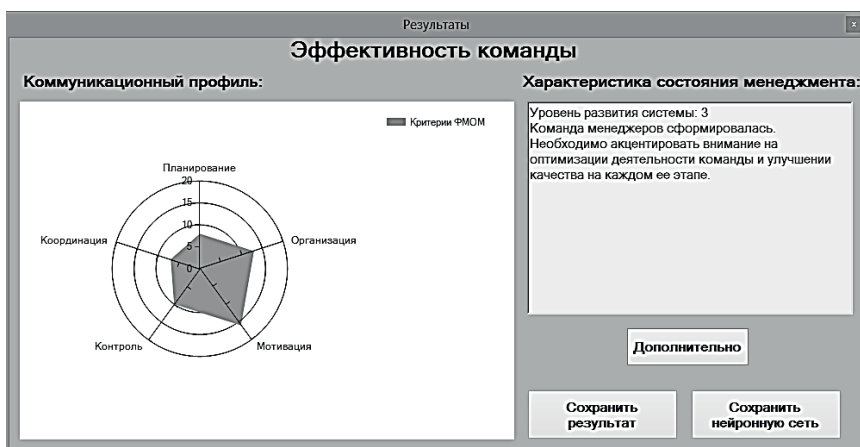 Результаты
x
Эффективность команды
Коммуникационный профиль:
Характеристика состояния менеджмента:
Критерии ФМОМ
Планирование
20
15
10
5
0
Координация
Организация
Контроль
Мотивация
Уровень развития системы: 3
Команда менеджеров сформировалась.
Необходимо акцентировать внимание на
оптимизации деятельности команды и улучшении
качества на каждом ее этапе.
Дополнительно
Сохранить
результат
Сохранить
нейронную сеть